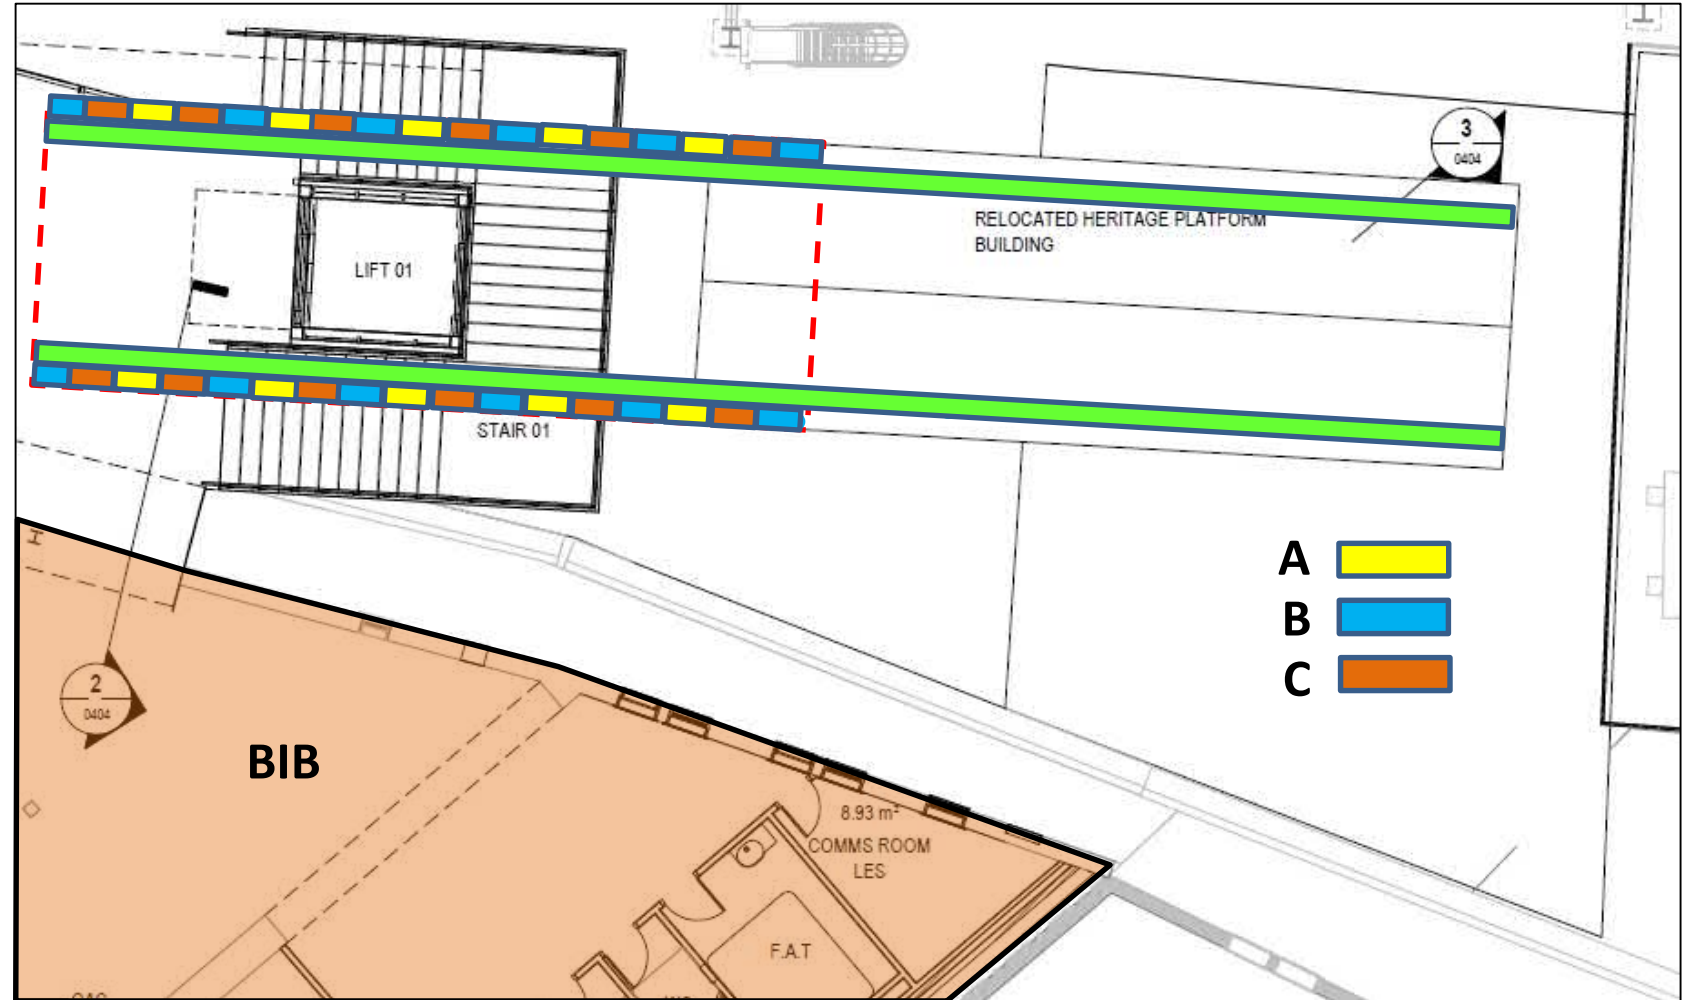 3
0404
RELOCATED HERITAGE PLATFORM
BUILDING
LIFT 01
STAIR 01
A
B
C
2
0404
BIB
8.93 m²
COMMS ROOM
LES
F.A.T